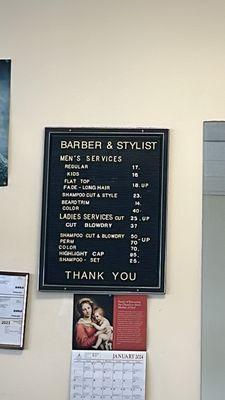 BARBER & STYLIST
MEN'S SERVICES
REGULAR 17.
KIDS 16
FLAT TOP
FADE - LONG HAIR 18. UP
SHAMPOO CUT & STYLE 23.
BEARD TRIM 14.
COLOR 40.
LADIES SERVICES CUT 23. UP
CUT BLOWDRY 37
SHAMPOO CUT & BLOWDRY 50. UP
PERM 70
COLOR 70.
HIGHLIGHT CAP 85.
SHAMPOO - SET 25.
THANK YOU
JANUARY 2024
2023